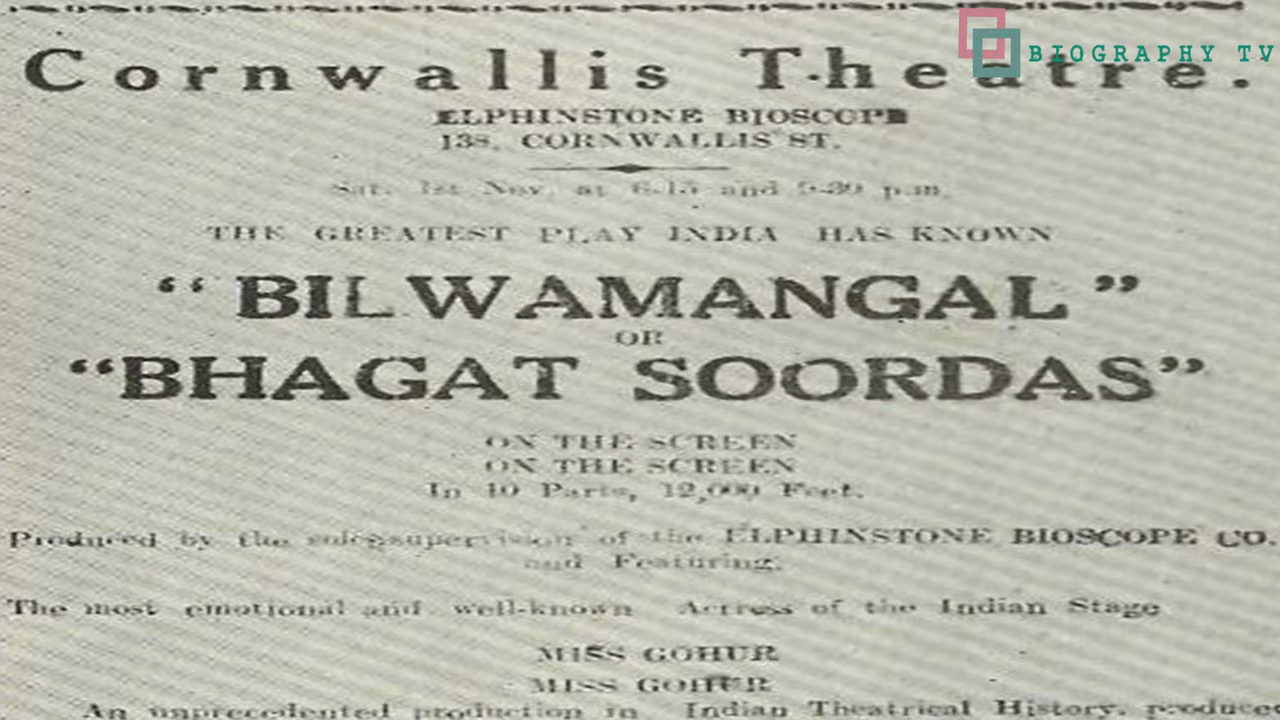 BIOGRAPHY TV
Cornwallis Theatre.
ELPHINSTONE BIOSCOPE
138, CORNWALLIS ST.
Sat. 1st Nov. at 6-15 and 9-30 p.m.
THE GREATEST PLAY INDIA HAS KNOWN
“BILWAMANGAL”
OR
“BHAGAT SOORDAS”
ON THE SCREEN
ON THE SCREEN
In 10 Parts, 12,000 Feet.
Produced by the sole supervision of the ELPHINSTONE BIOSCOPE CO.
and Featuring:
The most emotional and well-known Actress of the Indian Stage
MISS GOHUR
MISS GOHUR
An unprecedented production in Indian Theatrical History, produced